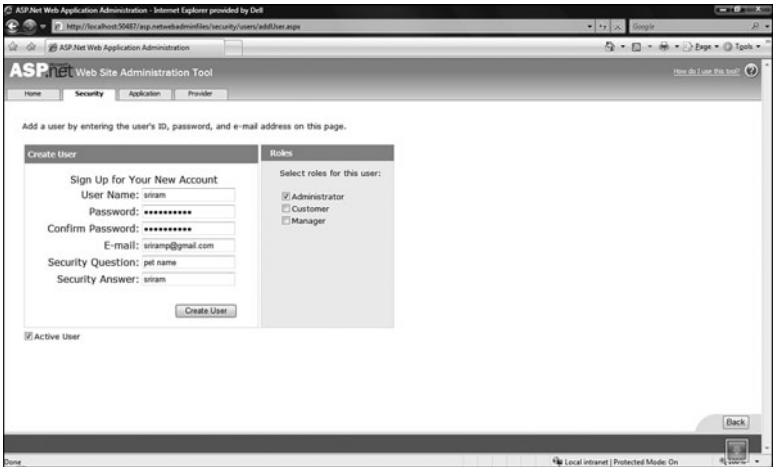 ASP.Net Web Application Administration - Internet Explorer provided by Dell
http://localhost:50487/asp.netwebadminfiles/security/users/addUser.aspx
Google
ASP.Net Web Application Administration
Page
Tools
ASP.net Web Site Administration Tool
How do I use this tool?
Home
Security
Application
Provider
Add a user by entering the user's ID, password, and e-mail address on this page.
Create User
Sign Up for Your New Account
User Name: sriram
Password: ••••••••••
Confirm Password: ••••••••••
E-mail: sriramp@gmail.com
Security Question: pet name
Security Answer: sriram
Create User
Roles
Select roles for this user:
Administrator
Customer
Manager
Active User
Back
Done
Local intranet | Protected Mode: On